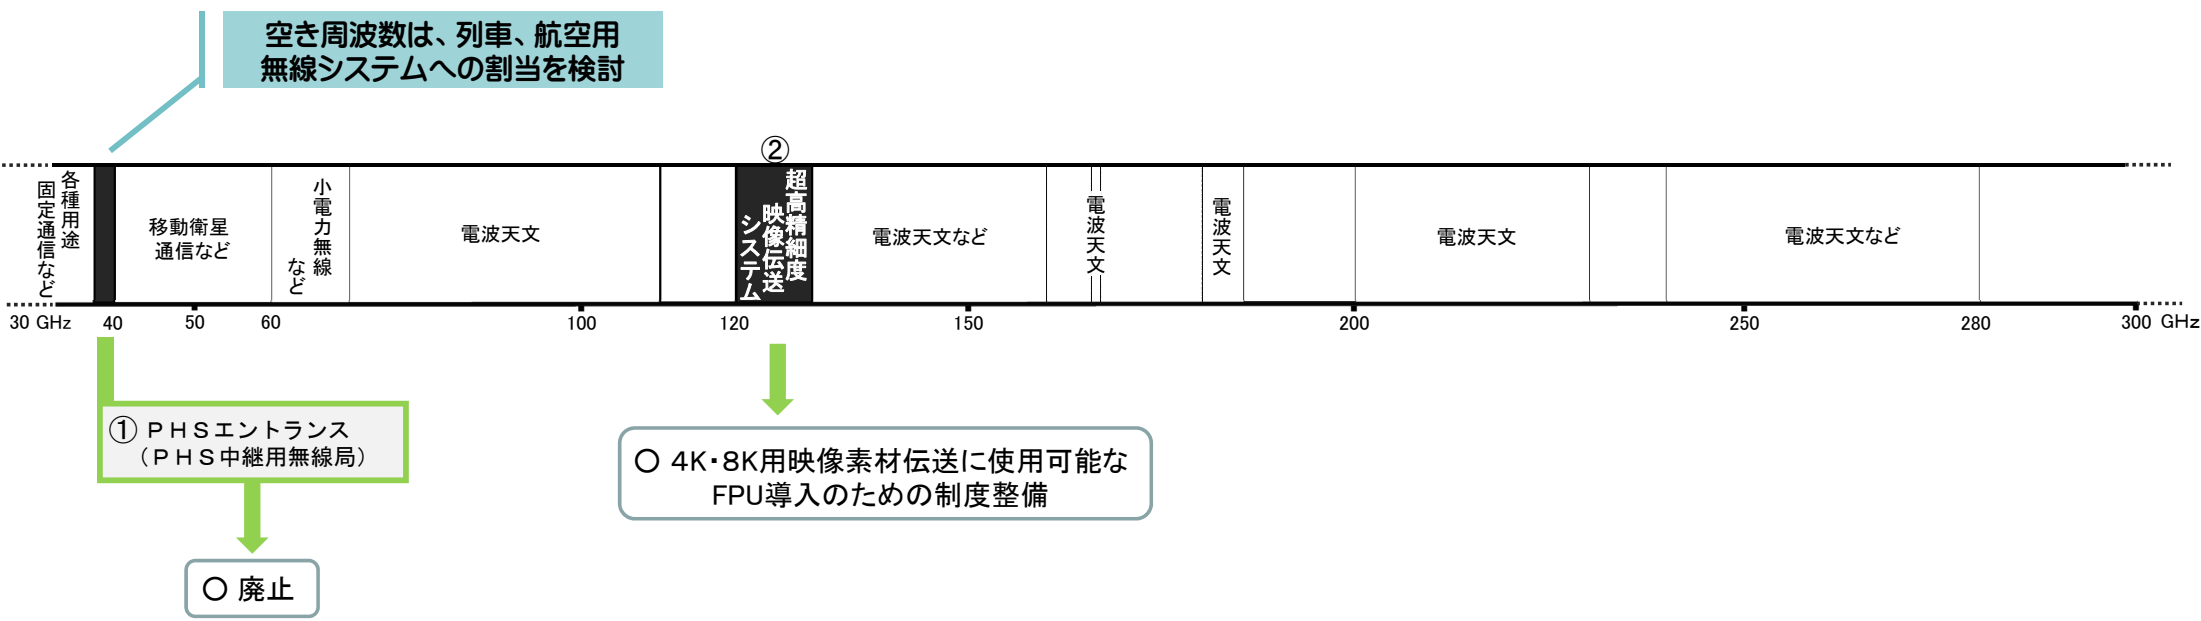 空き周波数は、列車、航空用
無線システムへの割当を検討
②
各種用途
固定通信など
移動衛星
通信など
小電力無線
など
電波天文
超高精細度
映像伝送
システム
電波天文など
電波天文
電波天文
電波天文
電波天文など
30 GHz
40
50
60
100
120
150
200
250
280
300 GHz
① ＰＨＳエントランス
（ＰＨＳ中継用無線局）
○ 4K・8K用映像素材伝送に使用可能な
FPU導入のための制度整備
○ 廃止